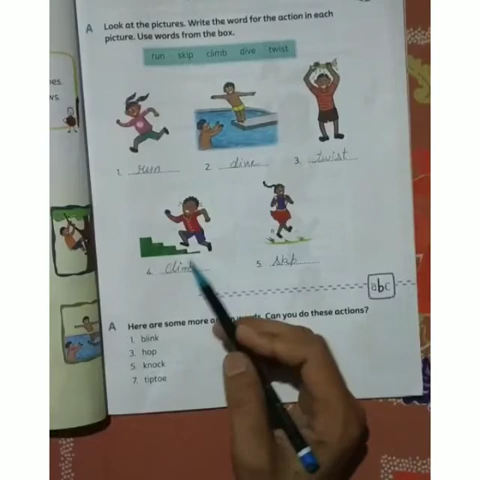 A Look at the pictures. Write the word for the action in each
picture. Use words from the box.
run skip climb dive twist
1. run 2. dive 3. twist
4. climb 5. skip
abc
A Here are some more Can you do these actions?
1. blink
3. hop
5. knock
7. tiptoe